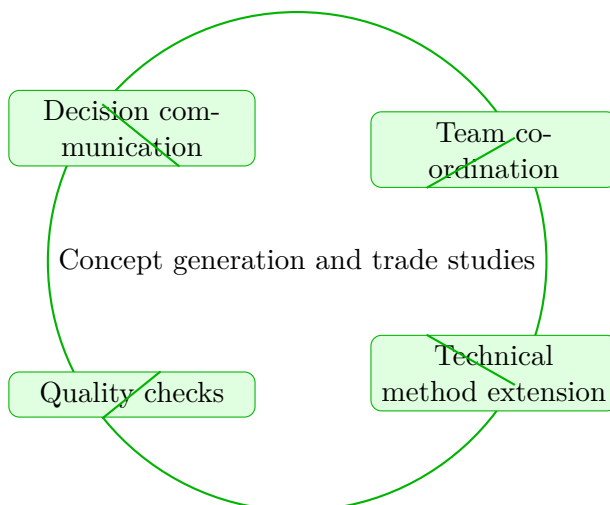 Decision com-
munication
Team co-
ordination
Concept generation and trade studies
Quality checks
Technical
method extension